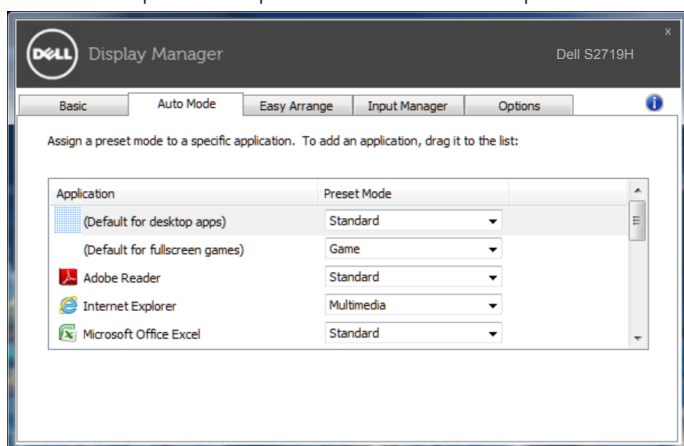 DELL Display Manager
Dell S2719H
x
Basic
Auto Mode
Easy Arrange
Input Manager
Options
i
Assign a preset mode to a specific application. To add an application, drag it to the list:
Application Preset Mode
(Default for desktop apps) Standard
(Default for fullscreen games) Game
Adobe Reader Standard
Internet Explorer Multimedia
Microsoft Office Excel Standard